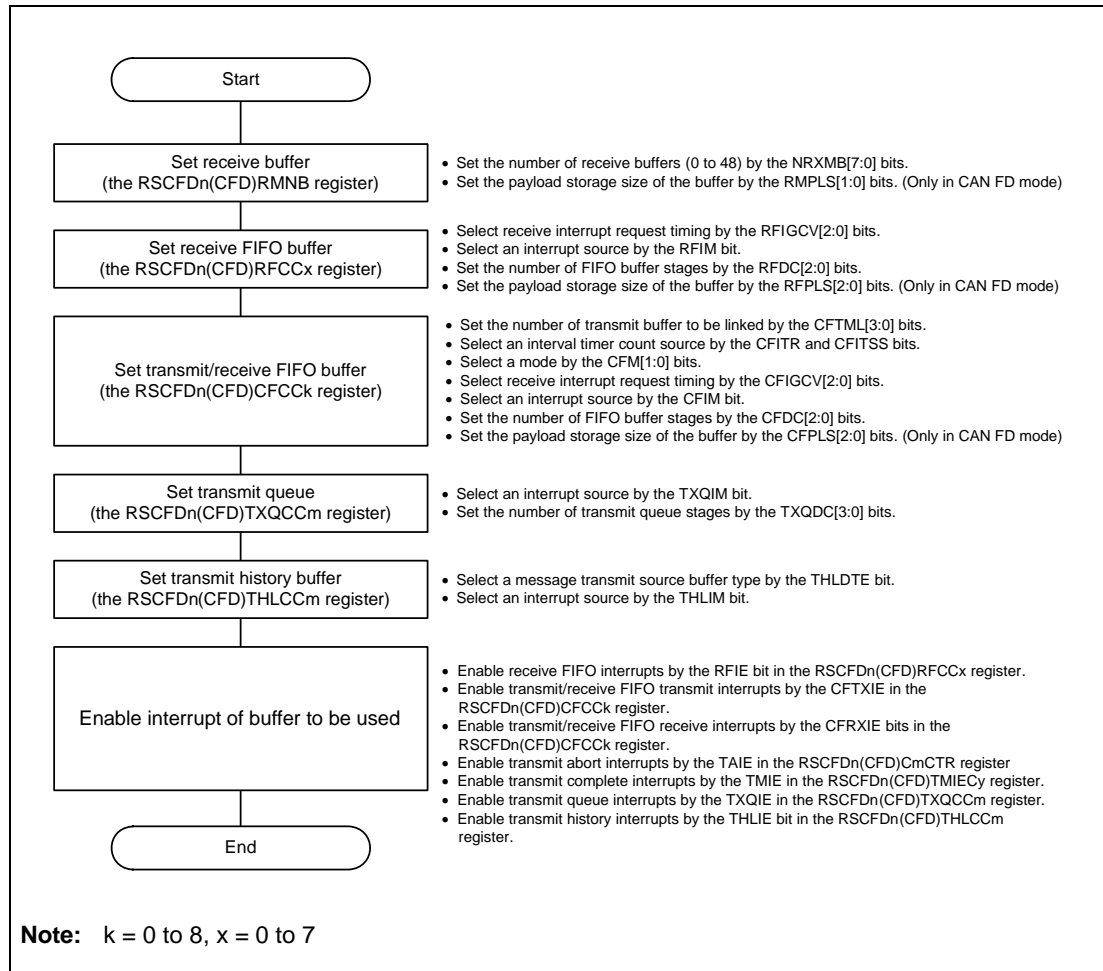 Start
Set receive buffer
(the RSCFDn(CFD)RMNB register)
• Set the number of receive buffers (0 to 48) by the NRXMB[7:0] bits.
• Set the payload storage size of the buffer by the RMPLS[1:0] bits. (Only in CAN FD mode)
Set receive FIFO buffer
(the RSCFDn(CFD)RFCCx register)
• Select receive interrupt request timing by the RFIGCV[2:0] bits.
• Select an interrupt source by the RFIM bit.
• Set the number of FIFO buffer stages by the RFDC[2:0] bits.
• Set the payload storage size of the buffer by the RFPLS[2:0] bits. (Only in CAN FD mode)
Set transmit/receive FIFO buffer
(the RSCFDn(CFD)CFCCk register)
• Set the number of transmit buffer to be linked by the CFTML[3:0] bits.
• Select an interval timer count source by the CFITR and CFITSS bits.
• Select a mode by the CFM[1:0] bits.
• Select receive interrupt request timing by the CFIGCV[2:0] bits.
• Select an interrupt source by the CFIM bit.
• Set the number of FIFO buffer stages by the CFDC[2:0] bits.
• Set the payload storage size of the buffer by the CFPLS[2:0] bits. (Only in CAN FD mode)
Set transmit queue
(the RSCFDn(CFD)TXQCCm register)
• Select an interrupt source by the TXQIM bit.
• Set the number of transmit queue stages by the TXQDC[3:0] bits.
Set transmit history buffer
(the RSCFDn(CFD)THLCCm register)
• Select a message transmit source buffer type by the THLDTE bit.
• Select an interrupt source by the THLIM bit.
Enable interrupt of buffer to be used
• Enable receive FIFO interrupts by the RFIE bit in the RSCFDn(CFD)RFCCx register.
• Enable transmit/receive FIFO transmit interrupts by the CFTXIE in the
RSCFDn(CFD)CFCCk register.
• Enable transmit/receive FIFO receive interrupts by the CFRXIE bits in the
RSCFDn(CFD)CFCCk register.
• Enable transmit abort interrupts by the TAIE in the RSCFDn(CFD)CmCTR register
• Enable transmit complete interrupts by the TMIE in the RSCFDn(CFD)TMIECy register.
• Enable transmit queue interrupts by the TXQIE in the RSCFDn(CFD)TXQCCm register.
• Enable transmit history interrupts by the THLIE bit in the RSCFDn(CFD)THLCCm
register.
End
Note: k = 0 to 8, x = 0 to 7